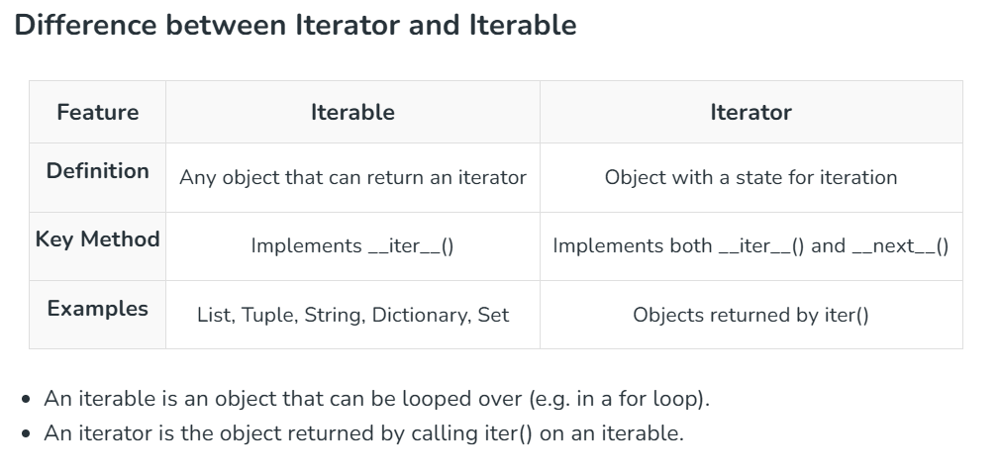 Difference between Iterator and Iterable
Feature Iterable Iterator
Definition Any object that can return an iterator Object with a state for iteration
Key Method Implements __iter__() Implements both __iter__() and __next__()
Examples List, Tuple, String, Dictionary, Set Objects returned by iter()
• An iterable is an object that can be looped over (e.g. in a for loop).
• An iterator is the object returned by calling iter() on an iterable.